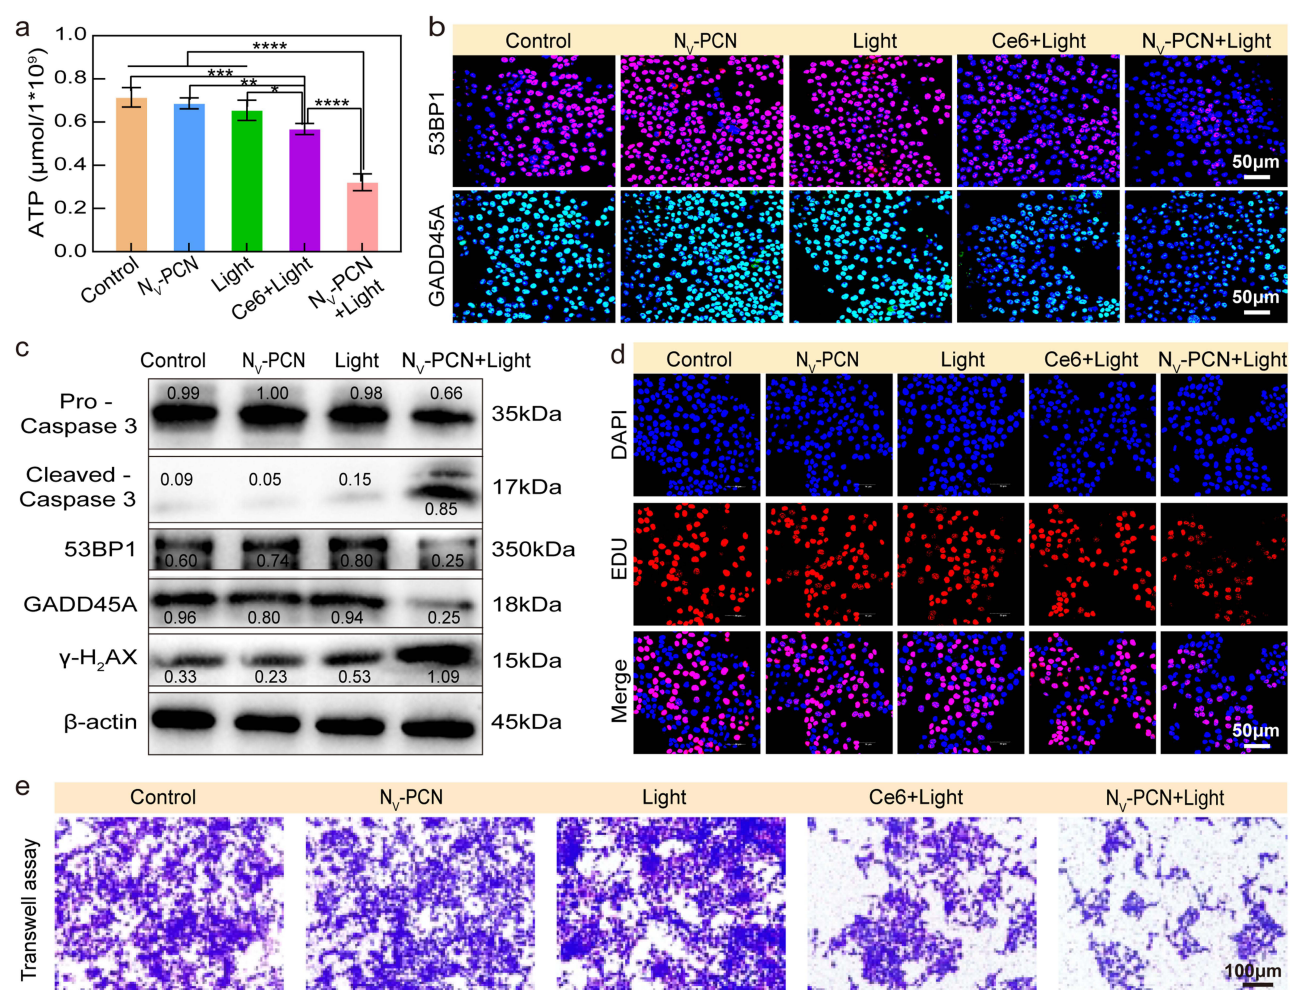 a
ATP (μmol/1*10⁹)
1.0
0.8
0.6
0.4
0.2
0.0
****
***
**
*
****
Control
Nᵥ-PCN
Light
Ce6+Light
Nᵥ-PCN
+Light
b
Control
Nᵥ-PCN
Light
Ce6+Light
Nᵥ-PCN+Light
53BP1
50μm
GADD45A
50μm
c
Control
Nᵥ-PCN
Light
Nᵥ-PCN+Light
Pro -
Caspase 3
0.99
1.00
0.98
0.66
35kDa
Cleaved -
Caspase 3
0.09
0.05
0.15
0.85
17kDa
53BP1
0.60
0.74
0.80
0.25
350kDa
GADD45A
0.96
0.80
0.94
0.25
18kDa
γ-H₂AX
0.33
0.23
0.53
1.09
15kDa
β-actin
45kDa
d
Control
Nᵥ-PCN
Light
Ce6+Light
Nᵥ-PCN+Light
DAPI
EDU
Merge
50μm
e
Control
Nᵥ-PCN
Light
Ce6+Light
Nᵥ-PCN+Light
Transwell assay
100μm